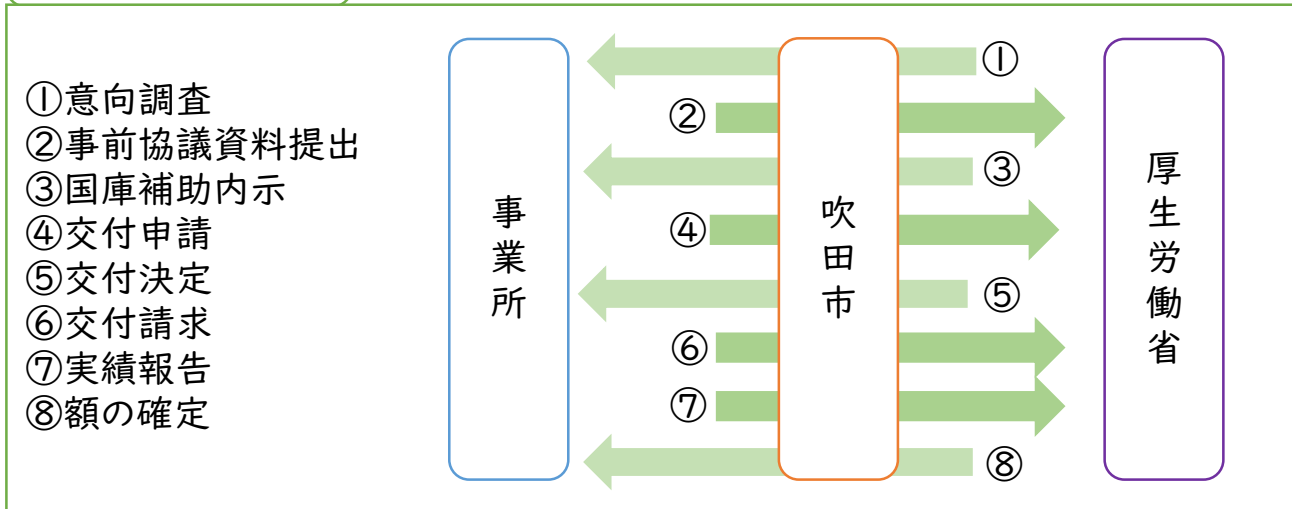 ①意向調査
②事前協議資料提出
③国庫補助内示
④交付申請
⑤交付決定
⑥交付請求
⑦実績報告
⑧額の確定
事業所
吹田市
厚生労働省
①
②
③
④
⑤
⑥
⑦
⑧